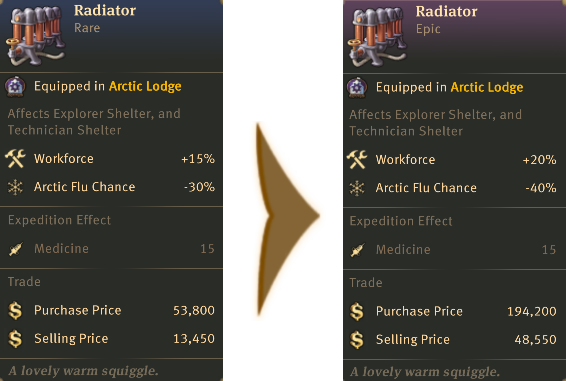 Radiator
Rare
Equipped in Arctic Lodge
Affects Explorer Shelter, and
Technician Shelter
Workforce +15%
Arctic Flu Chance -30%
Expedition Effect
Medicine 15
Trade
Purchase Price 53,800
Selling Price 13,450
A lovely warm squiggle.
Radiator
Epic
Equipped in Arctic Lodge
Affects Explorer Shelter, and
Technician Shelter
Workforce +20%
Arctic Flu Chance -40%
Expedition Effect
Medicine 15
Trade
Purchase Price 194,200
Selling Price 48,550
A lovely warm squiggle.